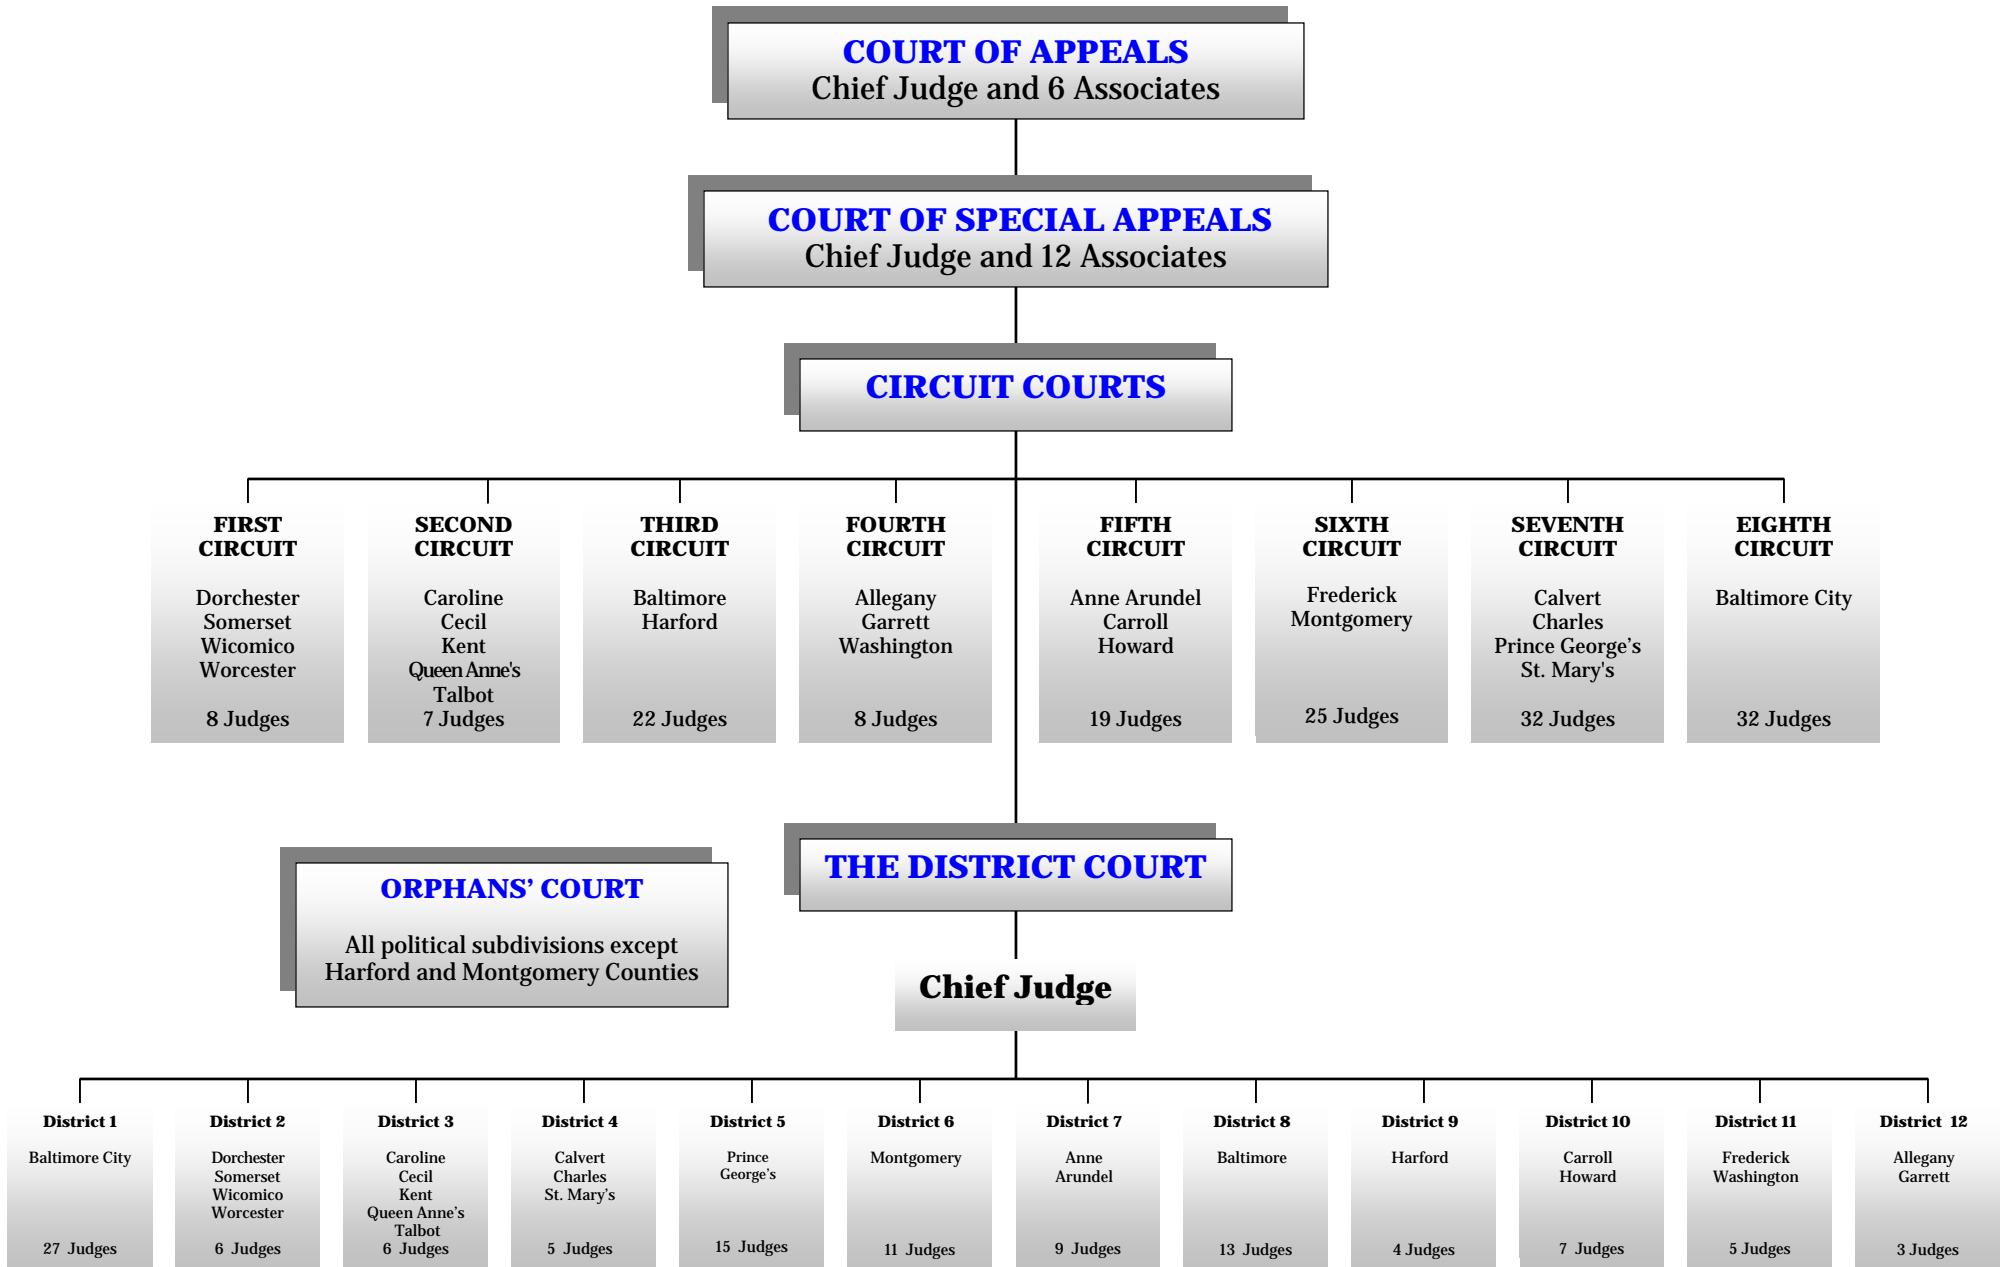 COURT OF APPEALS
Chief Judge and 6 Associates
COURT OF SPECIAL APPEALS
Chief Judge and 12 Associates
CIRCUIT COURTS
FIRST
CIRCUIT
Dorchester
Somerset
Wicomico
Worcester
8 Judges
SECOND
CIRCUIT
Caroline
Cecil
Kent
Queen Anne's
Talbot
7 Judges
THIRD
CIRCUIT
Baltimore
Harford
22 Judges
FOURTH
CIRCUIT
Allegany
Garrett
Washington
8 Judges
FIFTH
CIRCUIT
Anne Arundel
Carroll
Howard
19 Judges
SIXTH
CIRCUIT
Frederick
Montgomery
25 Judges
SEVENTH
CIRCUIT
Calvert
Charles
Prince George’s
St. Mary's
32 Judges
EIGHTH
CIRCUIT
Baltimore City
32 Judges
ORPHANS’ COURT
All political subdivisions except
Harford and Montgomery Counties
THE DISTRICT COURT
Chief Judge
District 1
Baltimore City
27 Judges
District 2
Dorchester
Somerset
Wicomico
Worcester
6 Judges
District 3
Caroline
Cecil
Kent
Queen Anne’s
Talbot
6 Judges
District 4
Calvert
Charles
St. Mary’s
5 Judges
District 5
Prince
George’s
15 Judges
District 6
Montgomery
11 Judges
District 7
Anne
Arundel
9 Judges
District 8
Baltimore
13 Judges
District 9
Harford
4 Judges
District 10
Carroll
Howard
7 Judges
District 11
Frederick
Washington
5 Judges
District 12
Allegany
Garrett
3 Judges